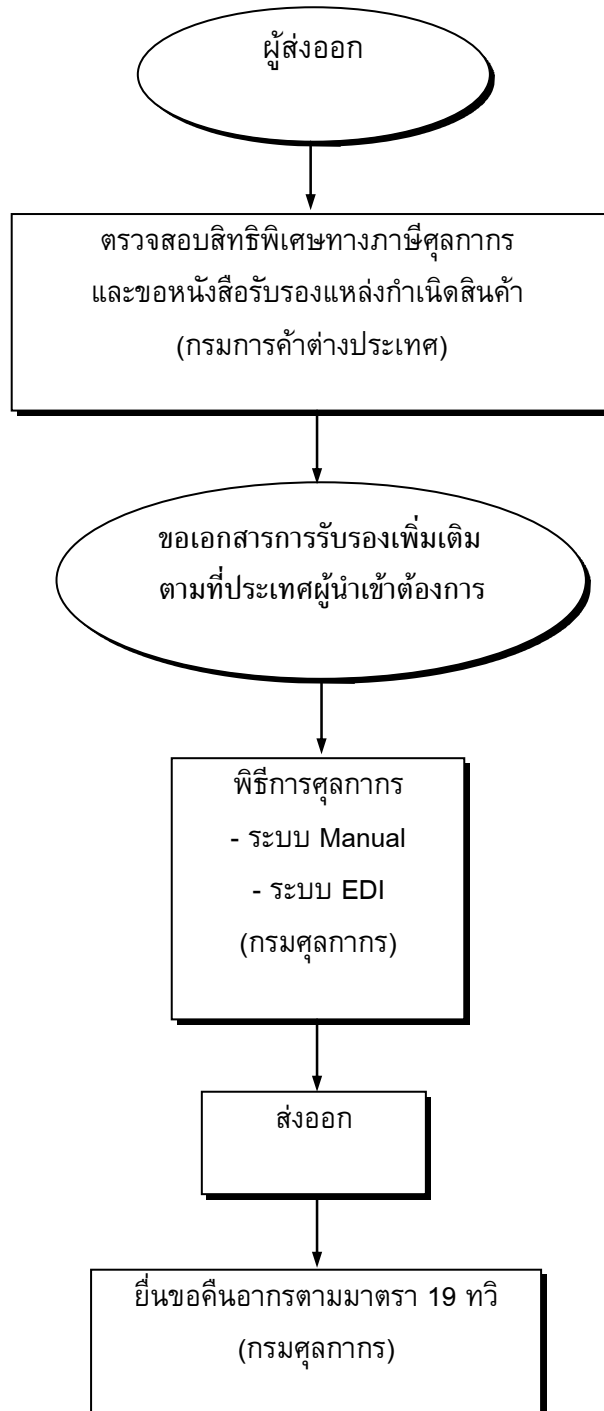 ผู้ส่งออก
ตรวจสอบสิทธิพิเศษทางภาษีศุลกากร
และขอหนังสือรับรองแหล่งกำเนิดสินค้า
(กรมการค้าต่างประเทศ)
ขอเอกสารการรับรองเพิ่มเติม
ตามที่ประเทศผู้นำเข้าต้องการ
พิธีการศุลกากร
- ระบบ Manual
- ระบบ EDI
(กรมศุลกากร)
ส่งออก
ยื่นขอคืนอากรตามมาตรา 19 ทวิ
(กรมศุลกากร)